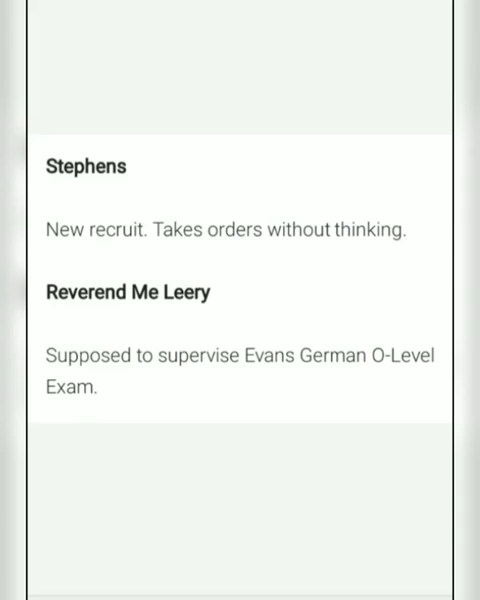 Stephens
New recruit. Takes orders without thinking.
Reverend Me Leery
Supposed to supervise Evans German O-Level
Exam.